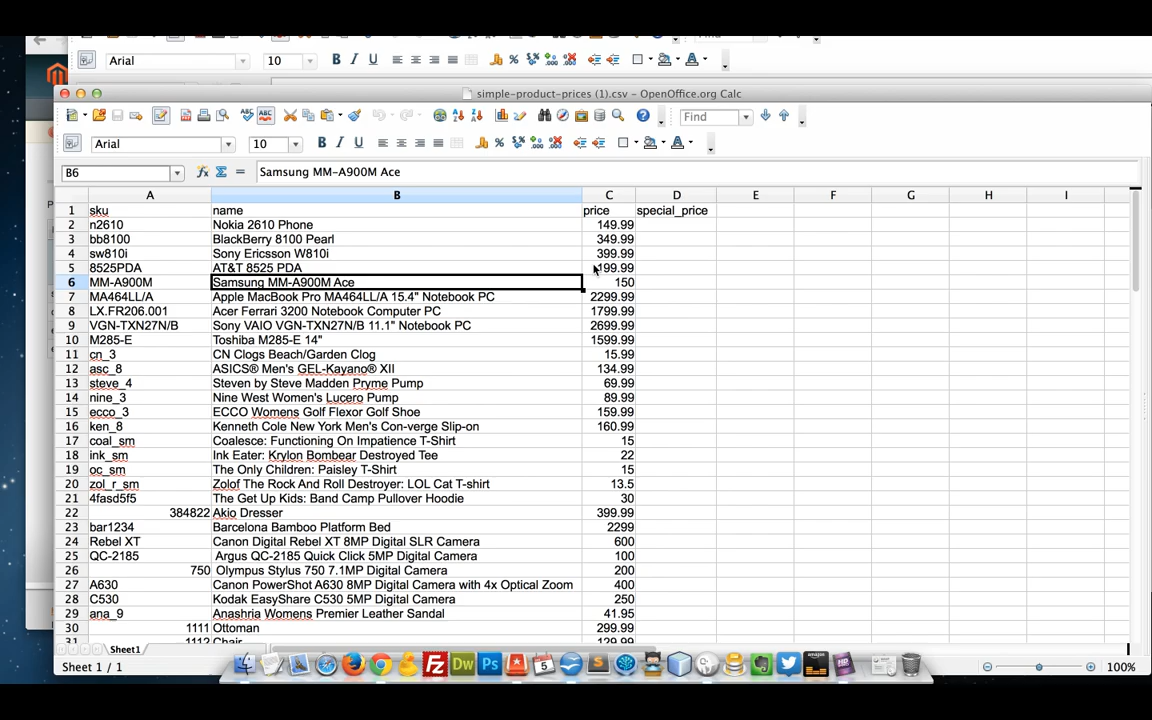 Arial 10
simple-product-prices (1).csv - OpenOffice.org Calc
Find
Arial 10
B6 Samsung MM-A900M Ace
A B C D E F G H I
1 sku name price special_price
2 n2610 Nokia 2610 Phone 149.99
3 bb8100 BlackBerry 8100 Pearl 349.99
4 sw810i Sony Ericsson W810i 399.99
5 8525PDA AT&T 8525 PDA 199.99
6 MM-A900M Samsung MM-A900M Ace 150
7 MA464LL/A Apple MacBook Pro MA464LL/A 15.4" Notebook PC 2299.99
8 LX.FR206.001 Acer Ferrari 3200 Notebook Computer PC 1799.99
9 VGN-TXN27N/B Sony VAIO VGN-TXN27N/B 11.1" Notebook PC 2699.99
10 M285-E Toshiba M285-E 14" 1599.99
11 cn_3 CN Clogs Beach/Garden Clog 15.99
12 asc_8 ASICS® Men's GEL-Kayano® XII 134.99
13 steve_4 Steven by Steve Madden Pryme Pump 69.99
14 nine_3 Nine West Women's Lucero Pump 89.99
15 ecco_3 ECCO Womens Golf Flexor Golf Shoe 159.99
16 ken_8 Kenneth Cole New York Men's Con-verge Slip-on 160.99
17 coal_sm Coalesce: Functioning On Impatience T-Shirt 15
18 ink_sm Ink Eater: Krylon Bombear Destroyed Tee 22
19 oc_sm The Only Children: Paisley T-Shirt 15
20 zol_r_sm Zolof The Rock And Roll Destroyer: LOL Cat T-shirt 13.5
21 4fasd5f5 The Get Up Kids: Band Camp Pullover Hoodie 30
22 384822 Akio Dresser 399.99
23 bar1234 Barcelona Bamboo Platform Bed 2299
24 Rebel XT Canon Digital Rebel XT 8MP Digital SLR Camera 600
25 QC-2185 Argus QC-2185 Quick Click 5MP Digital Camera 100
26 750 Olympus Stylus 750 7.1MP Digital Camera 200
27 A630 Canon PowerShot A630 8MP Digital Camera with 4x Optical Zoom 400
28 C530 Kodak EasyShare C530 5MP Digital Camera 250
29 ana_9 Anashria Womens Premier Leather Sandal 41.95
30 1111 Ottoman 299.99
31 1112 Chair 129.99
Sheet1
Sheet 1 / 1 100%